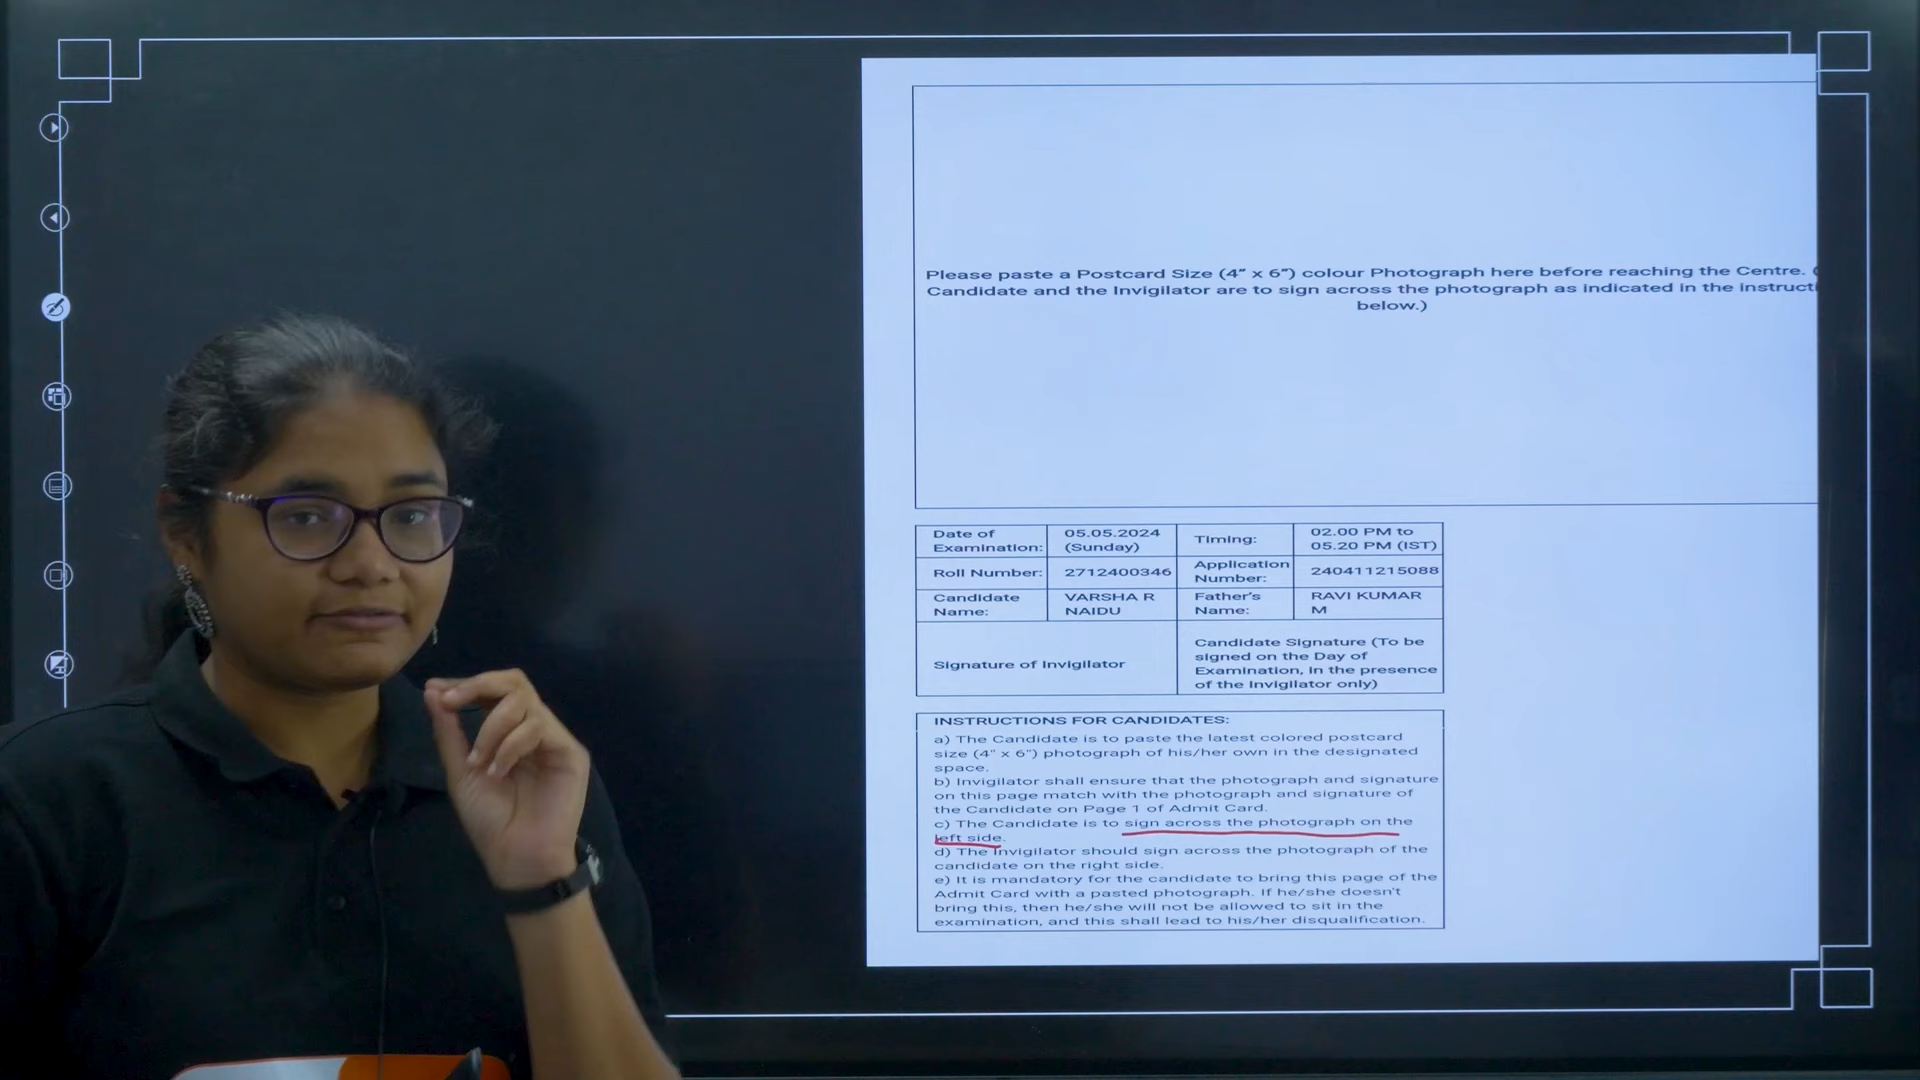 Please paste a Postcard Size (4" x 6") colour Photograph here before reaching the Centre. (
Candidate and the Invigilator are to sign across the photograph as indicated in the instructi
below.)
Date of Examination: 05.05.2024 (Sunday) Timing: 02.00 PM to 05.20 PM (IST)
Roll Number: 2712400346 Application Number: 240411215088
Candidate Name: VARSHA R NAIDU Father's Name: RAVI KUMAR M
Signature of Invigilator
Candidate Signature (To be
signed on the Day of
Examination, in the presence
of the Invigilator only)
INSTRUCTIONS FOR CANDIDATES:
a) The Candidate is to paste the latest colored postcard
size (4" x 6") photograph of his/her own in the designated
space.
b) Invigilator shall ensure that the photograph and signature
on this page match with the photograph and signature of
the Candidate on Page 1 of Admit Card.
c) The Candidate is to sign across the photograph on the
left side.
d) The Invigilator should sign across the photograph of the
candidate on the right side.
e) It is mandatory for the candidate to bring this page of the
Admit Card with a pasted photograph. If he/she doesn't
bring this, then he/she will not be allowed to sit in the
examination, and this shall lead to his/her disqualification.